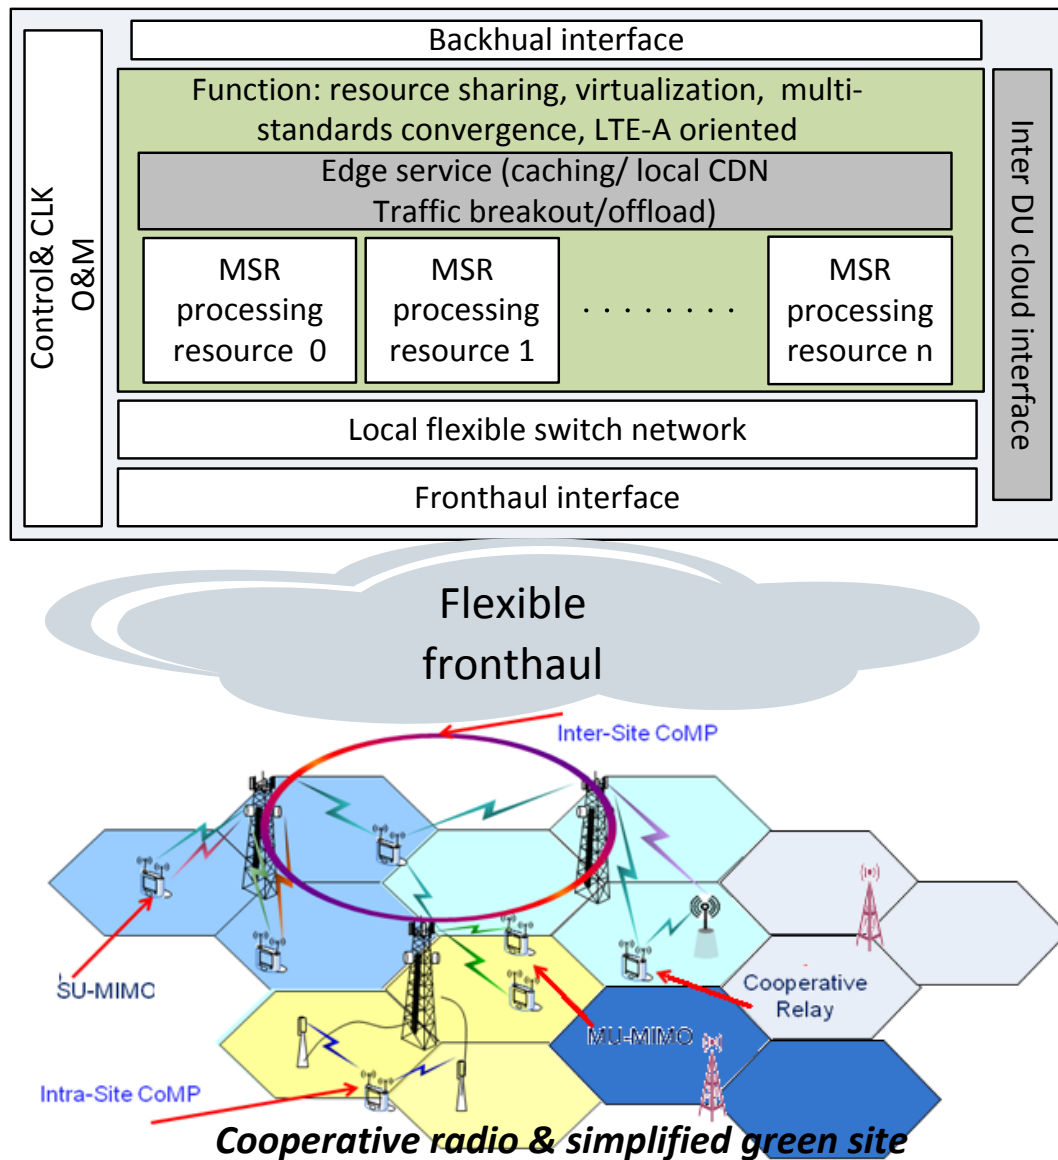 Backhual interface
Control& CLK
O&M
Function: resource sharing, virtualization, multi-
standards convergence, LTE-A oriented
Edge service (caching/ local CDN
Traffic breakout/offload)
MSR
processing
resource 0
MSR
processing
resource 1
. . . . . . . .
MSR
processing
resource n
Inter DU cloud interface
Local flexible switch network
Fronthaul interface
Flexible
fronthaul
Inter-Site CoMP
SU-MIMO
Cooperative
Relay
MU-MIMO
Intra-Site CoMP
Cooperative radio & simplified green site